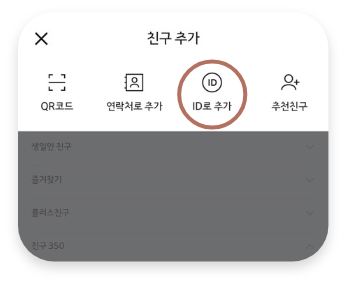 친구 추가
QR코드
연락처로 추가
ID
ID로 추가
추천친구
생일인 친구
즐겨찾기
플러스친구
친구 350